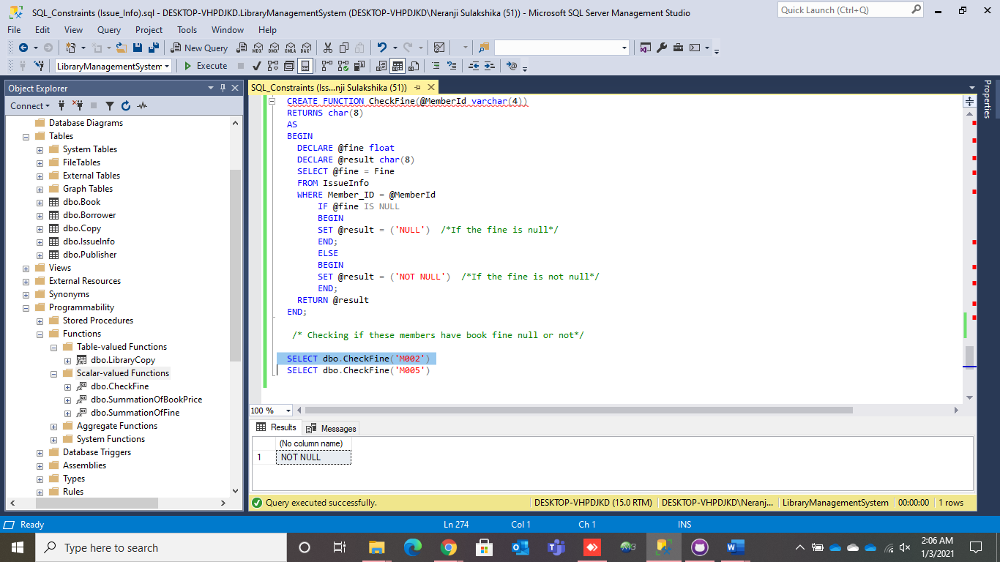 SQL_Constraints (Issue_Info).sql - DESKTOP-VHPDJKD.LibraryManagementSystem (DESKTOP-VHPDJKD\Neranji Sulakshika (51)) - Microsoft SQL Server Management Studio
Quick Launch (Ctrl+Q)
File Edit View Query Project Tools Window Help
New Query MDX DMX XMLA DAX
LibraryManagementSystem Execute
Object Explorer
Connect
Database Diagrams
Tables
System Tables
FileTables
External Tables
Graph Tables
dbo.Book
dbo.Borrower
dbo.Copy
dbo.IssueInfo
dbo.Publisher
Views
External Resources
Synonyms
Programmability
Stored Procedures
Functions
Table-valued Functions
dbo.LibraryCopy
Scalar-valued Functions
dbo.CheckFine
dbo.SummationOfBookPrice
dbo.SummationOfFine
Aggregate Functions
System Functions
Database Triggers
Assemblies
Types
Rules
SQL_Constraints (Iss...nji Sulakshika (51))
CREATE FUNCTION CheckFine(@MemberId varchar(4))
RETURNS char(8)
AS
BEGIN
DECLARE @fine float
DECLARE @result char(8)
SELECT @fine = Fine
FROM IssueInfo
WHERE Member_ID = @MemberId
IF @fine IS NULL
BEGIN
SET @result = ('NULL') /*If the fine is null*/
END;
ELSE
BEGIN
SET @result = ('NOT NULL') /*If the fine is not null*/
END;
RETURN @result
END;
/* Checking if these members have book fine null or not*/
SELECT dbo.CheckFine('M002')
SELECT dbo.CheckFine('M005')
100 %
Results Messages
(No column name)
1 NOT NULL
Query executed successfully. DESKTOP-VHPDJKD (15.0 RTM) DESKTOP-VHPDJKD\Neranj... LibraryManagementSystem 00:00:00 1 rows
Properties
Ready Ln 274 Col 1 Ch 1 INS
Type here to search
2:06 AM
1/3/2021